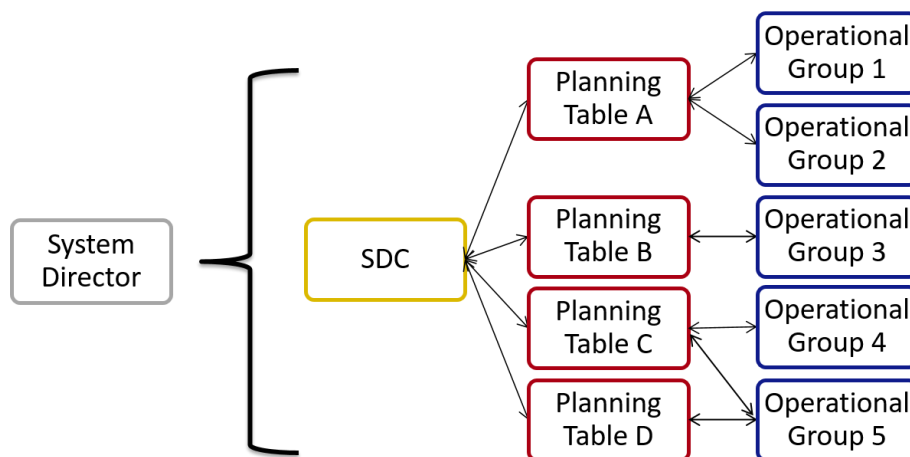 System
Director
SDC
Planning
Table A
Planning
Table B
Planning
Table C
Planning
Table D
Operational
Group 1
Operational
Group 2
Operational
Group 3
Operational
Group 4
Operational
Group 5